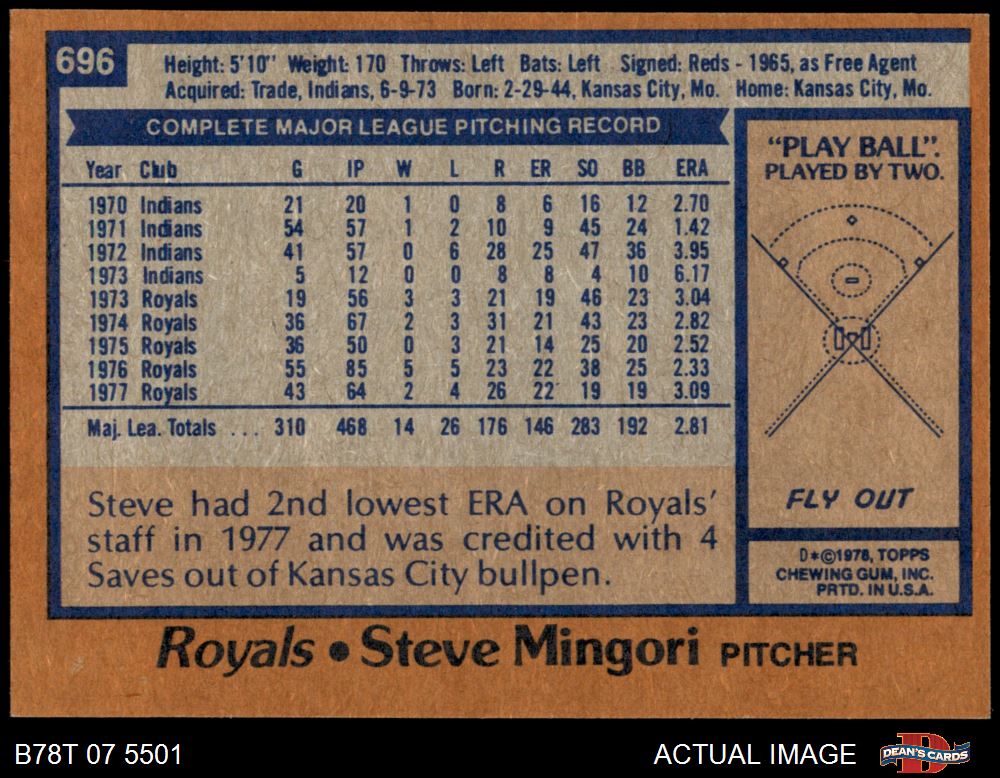 696
Height: 5'10" Weight: 170 Throws: Left Bats: Left Signed: Reds - 1965, as Free Agent
Acquired: Trade, Indians, 6-9-73 Born: 2-29-44, Kansas City, Mo. Home: Kansas City, Mo.
COMPLETE MAJOR LEAGUE PITCHING RECORD
Year Club G IP W L R ER SO BB ERA
1970 Indians 21 20 1 0 8 6 16 12 2.70
1971 Indians 54 57 1 2 10 9 45 24 1.42
1972 Indians 41 57 0 6 28 25 47 36 3.95
1973 Indians 5 12 0 0 8 8 4 10 6.17
1973 Royals 19 56 3 3 21 19 46 23 3.04
1974 Royals 36 67 2 3 31 21 43 23 2.82
1975 Royals 36 50 0 3 21 14 25 20 2.52
1976 Royals 55 85 5 5 23 22 38 25 2.33
1977 Royals 43 64 2 4 26 22 19 19 3.09
Maj. Lea. Totals ... 310 468 14 26 176 146 283 192 2.81
Steve had 2nd lowest ERA on Royals'
staff in 1977 and was credited with 4
Saves out of Kansas City bullpen.
"PLAY BALL".
PLAYED BY TWO.
FLY OUT
D*©1978, TOPPS
CHEWING GUM, INC.
PRTD. IN U.S.A.
Royals • Steve Mingori PITCHER
B78T 07 5501
ACTUAL IMAGE
D
DEAN'S CARDS